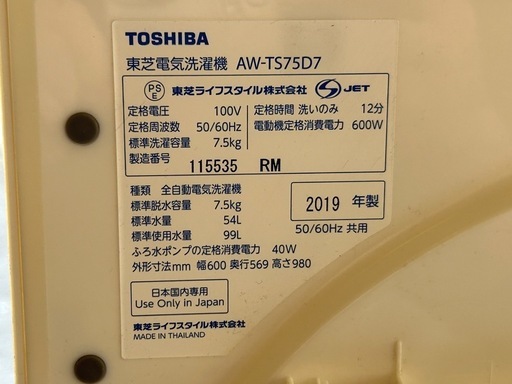 TOSHIBA
東芝電気洗濯機 AW-TS75D7
PS E 東芝ライフスタイル株式会社 JET
定格電圧 100V 定格時間 洗いのみ 12分
定格周波数 50/60Hz 電動機定格消費電力 600W
標準洗濯容量 7.5kg
製造番号 115535 RM
種類 全自動電気洗濯機
標準脱水容量 7.5kg 2019 年製
標準水量 54L
標準使用水量 99L 50/60Hz 共用
ふろ水ポンプの定格消費電力 40W
外形寸法mm 幅600 奥行569 高さ980
日本国内専用
Use Only in Japan
東芝ライフスタイル株式会社
MADE IN THAILAND